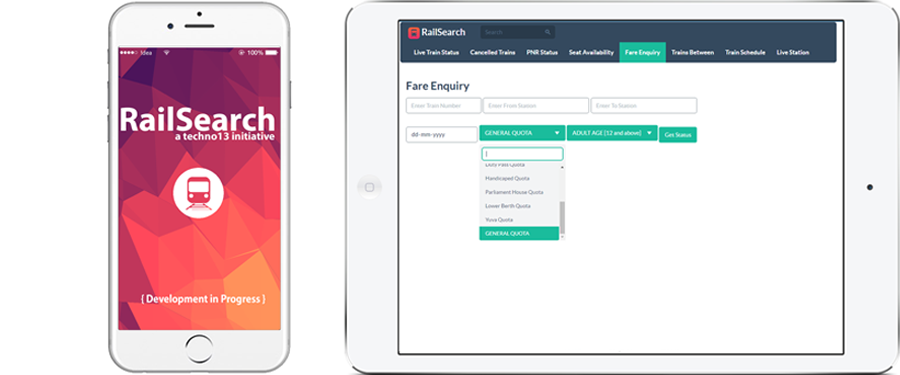 Idea
100%
RailSearch
a techno13 initiative
{ Development in Progress }
RailSearch
Search
Live Train Status
Cancelled Trains
PNR Status
Seat Availability
Fare Enquiry
Trains Between
Train Schedule
Live Station
Fare Enquiry
Enter Train Number
Enter From Station
Enter To Station
dd-mm-yyyy
GENERAL QUOTA
ADULT AGE [12 and above]
Get Status
Duty Pass Quota
Handicaped Quota
Parliament House Quota
Lower Berth Quota
Yuva Quota
GENERAL QUOTA